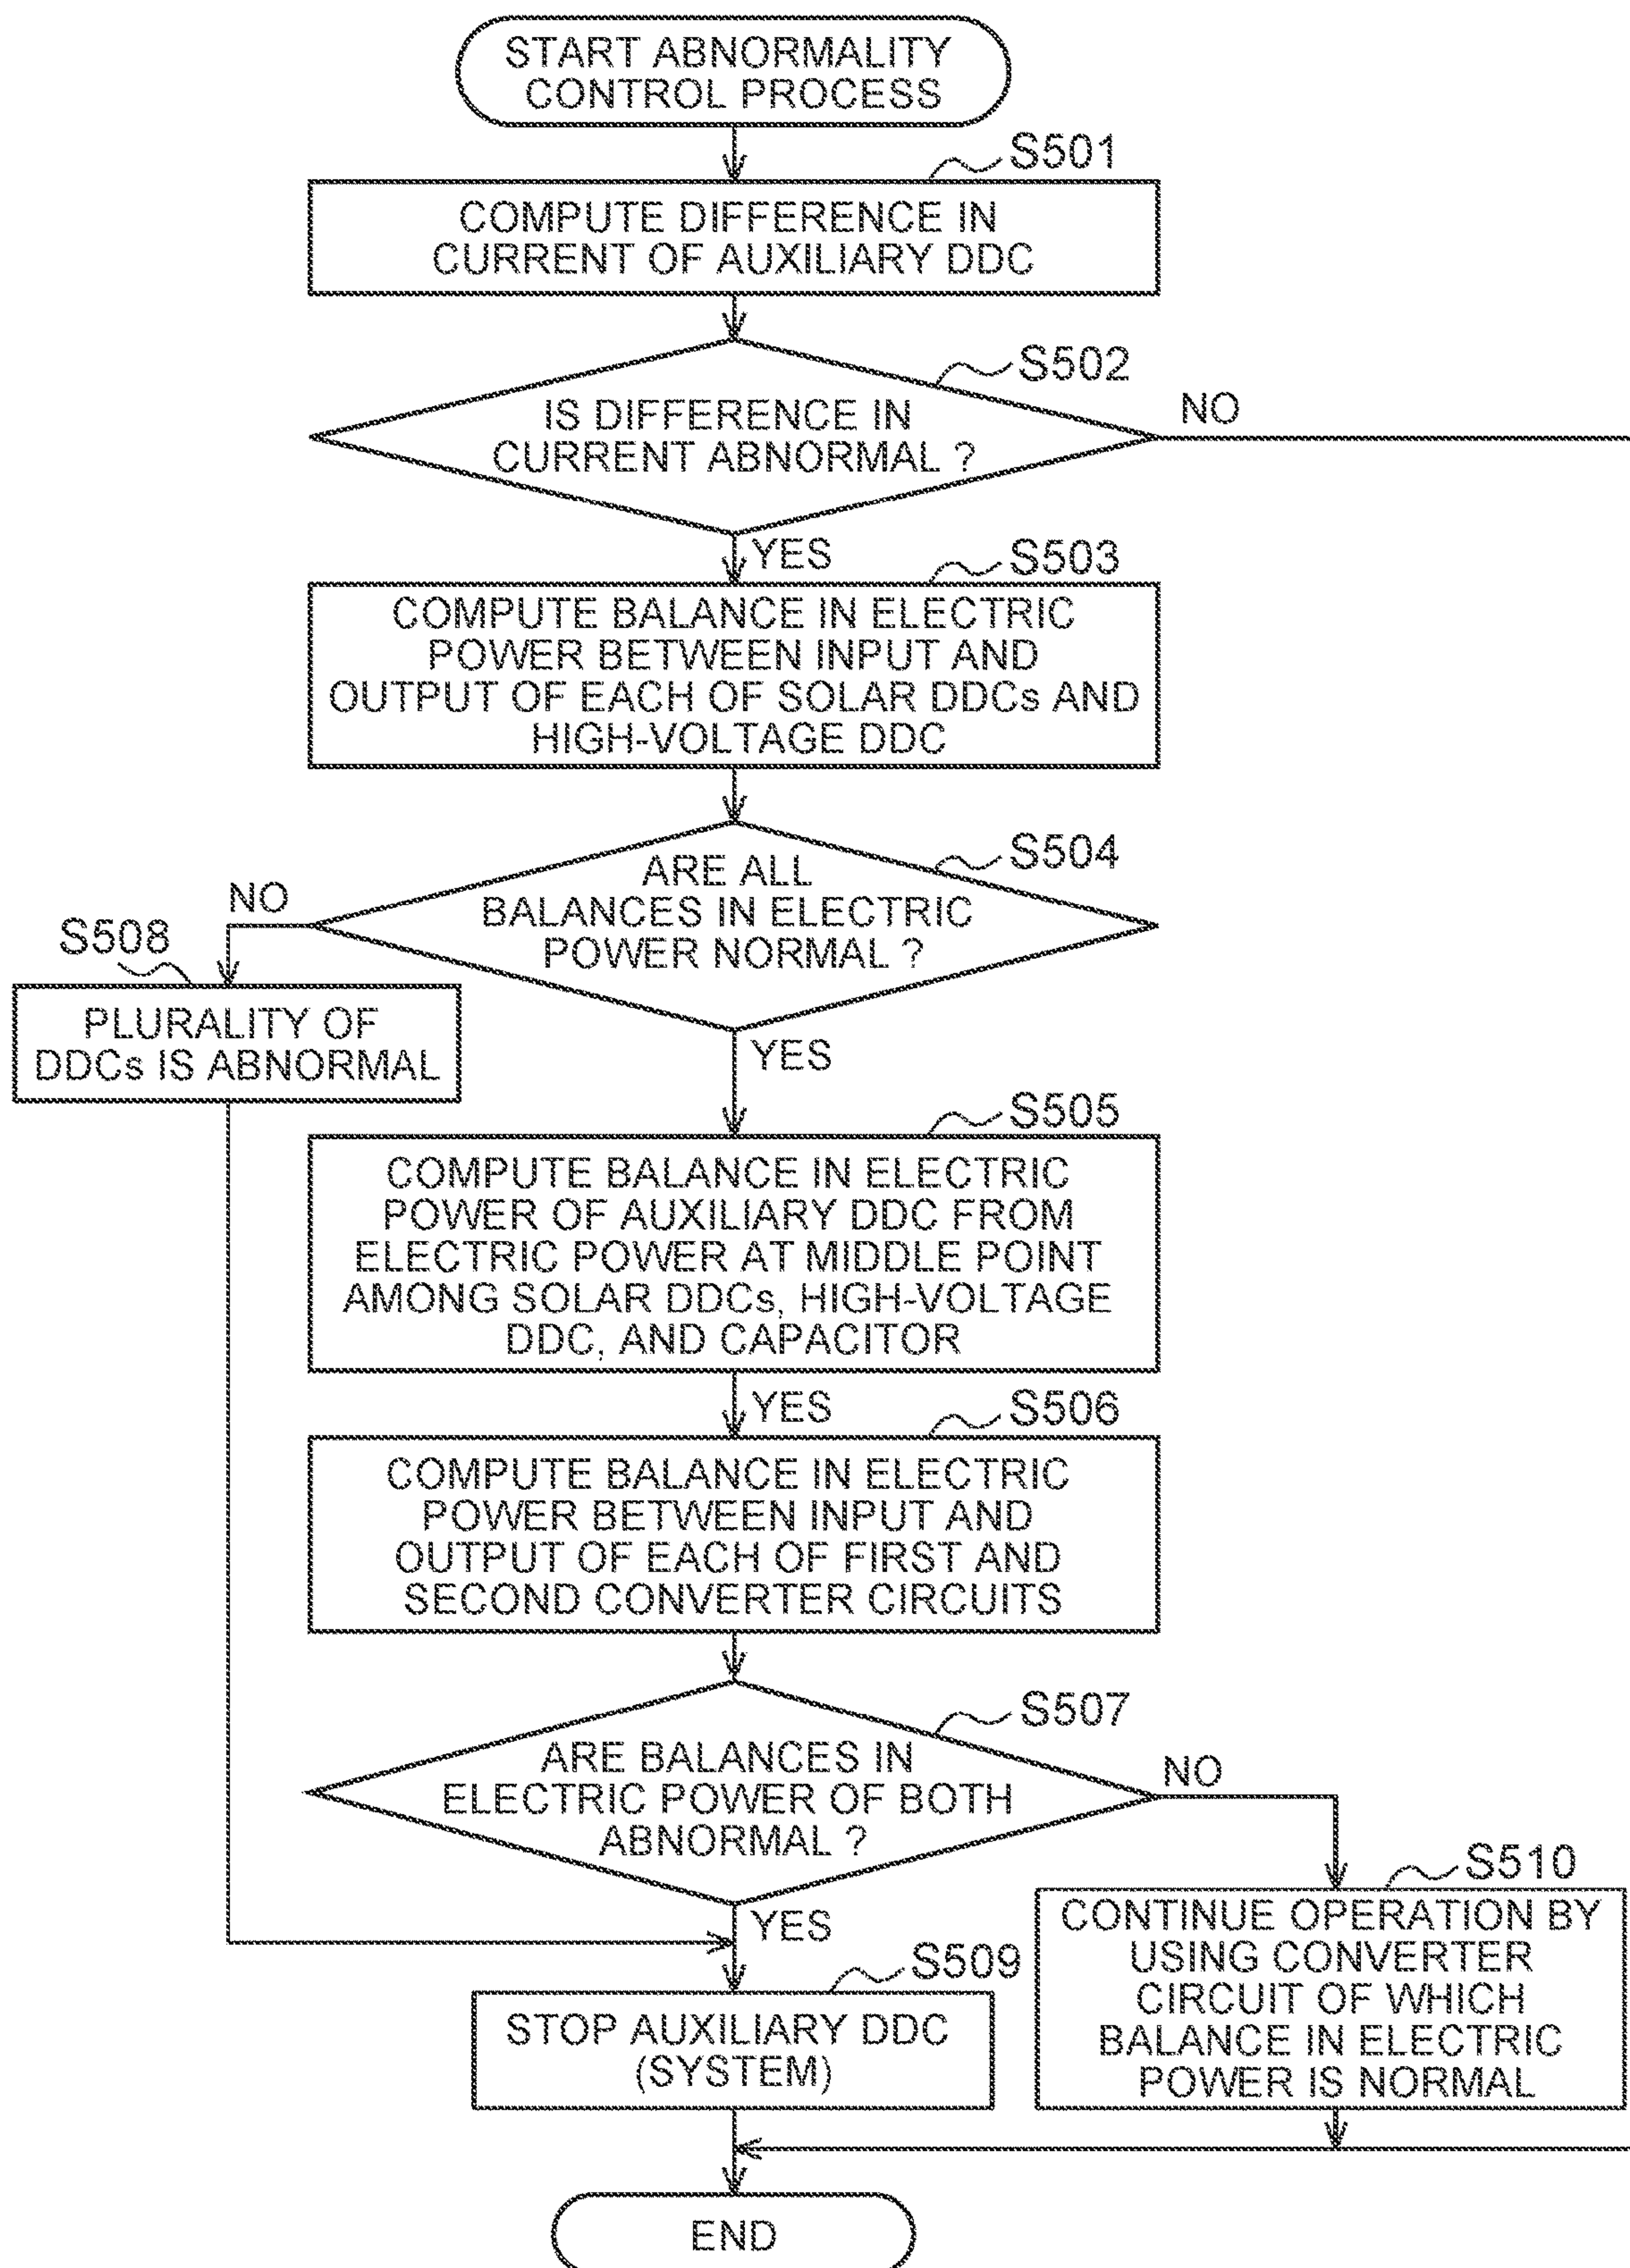 START ABNORMALITY
CONTROL PROCESS
S501
COMPUTE DIFFERENCE IN
CURRENT OF AUXILIARY DDC
S502
IS DIFFERENCE IN
CURRENT ABNORMAL ?
NO
YES
S503
COMPUTE BALANCE IN ELECTRIC
POWER BETWEEN INPUT AND
OUTPUT OF EACH OF SOLAR DDCs AND
HIGH-VOLTAGE DDC
S504
ARE ALL
BALANCES IN ELECTRIC
POWER NORMAL ?
NO
S508
PLURALITY OF
DDCs IS ABNORMAL
YES
S505
COMPUTE BALANCE IN ELECTRIC
POWER OF AUXILIARY DDC FROM
ELECTRIC POWER AT MIDDLE POINT
AMONG SOLAR DDCs, HIGH-VOLTAGE
DDC, AND CAPACITOR
YES
S506
COMPUTE BALANCE IN ELECTRIC
POWER BETWEEN INPUT AND
OUTPUT OF EACH OF FIRST AND
SECOND CONVERTER CIRCUITS
S507
ARE BALANCES IN
ELECTRIC POWER OF BOTH
ABNORMAL ?
NO
YES
S510
CONTINUE OPERATION BY
USING CONVERTER
CIRCUIT OF WHICH
BALANCE IN ELECTRIC
POWER IS NORMAL
S509
STOP AUXILIARY DDC
(SYSTEM)
END